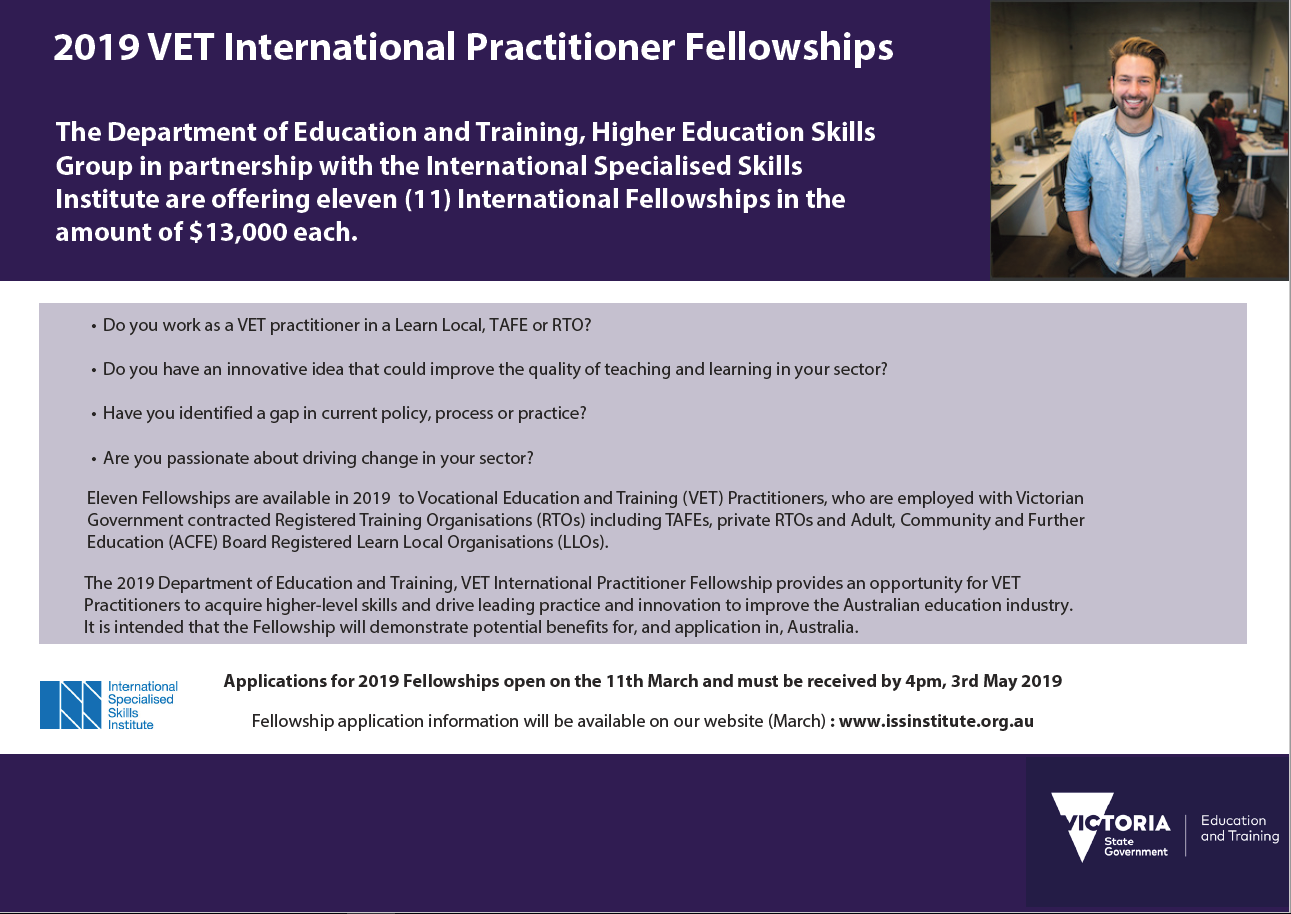 2019 VET International Practitioner Fellowships
The Department of Education and Training, Higher Education Skills
Group in partnership with the International Specialised Skills
Institute are offering eleven (11) International Fellowships in the
amount of $13,000 each.
• Do you work as a VET practitioner in a Learn Local, TAFE or RTO?
• Do you have an innovative idea that could improve the quality of teaching and learning in your sector?
• Have you identified a gap in current policy, process or practice?
• Are you passionate about driving change in your sector?
Eleven Fellowships are available in 2019 to Vocational Education and Training (VET) Practitioners, who are employed with Victorian
Government contracted Registered Training Organisations (RTOs) including TAFEs, private RTOs and Adult, Community and Further
Education (ACFE) Board Registered Learn Local Organisations (LLOs).
The 2019 Department of Education and Training, VET International Practitioner Fellowship provides an opportunity for VET
Practitioners to acquire higher-level skills and drive leading practice and innovation to improve the Australian education industry.
It is intended that the Fellowship will demonstrate potential benefits for, and application in, Australia.
International
Specialised
Skills
Institute
Applications for 2019 Fellowships open on the 11th March and must be received by 4pm, 3rd May 2019
Fellowship application information will be available on our website (March) : www.issinstitute.org.au
VICTORIA
State
Government
Education
and Training